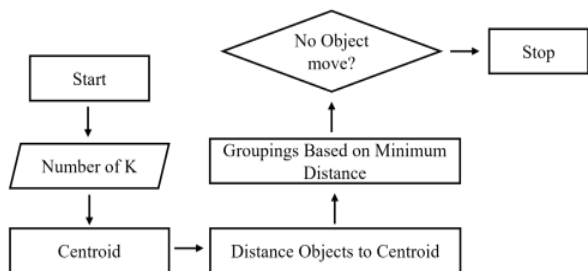 Start
Number of K
Centroid
Distance Objects to Centroid
Groupings Based on Minimum
Distance
No Object
move?
Stop